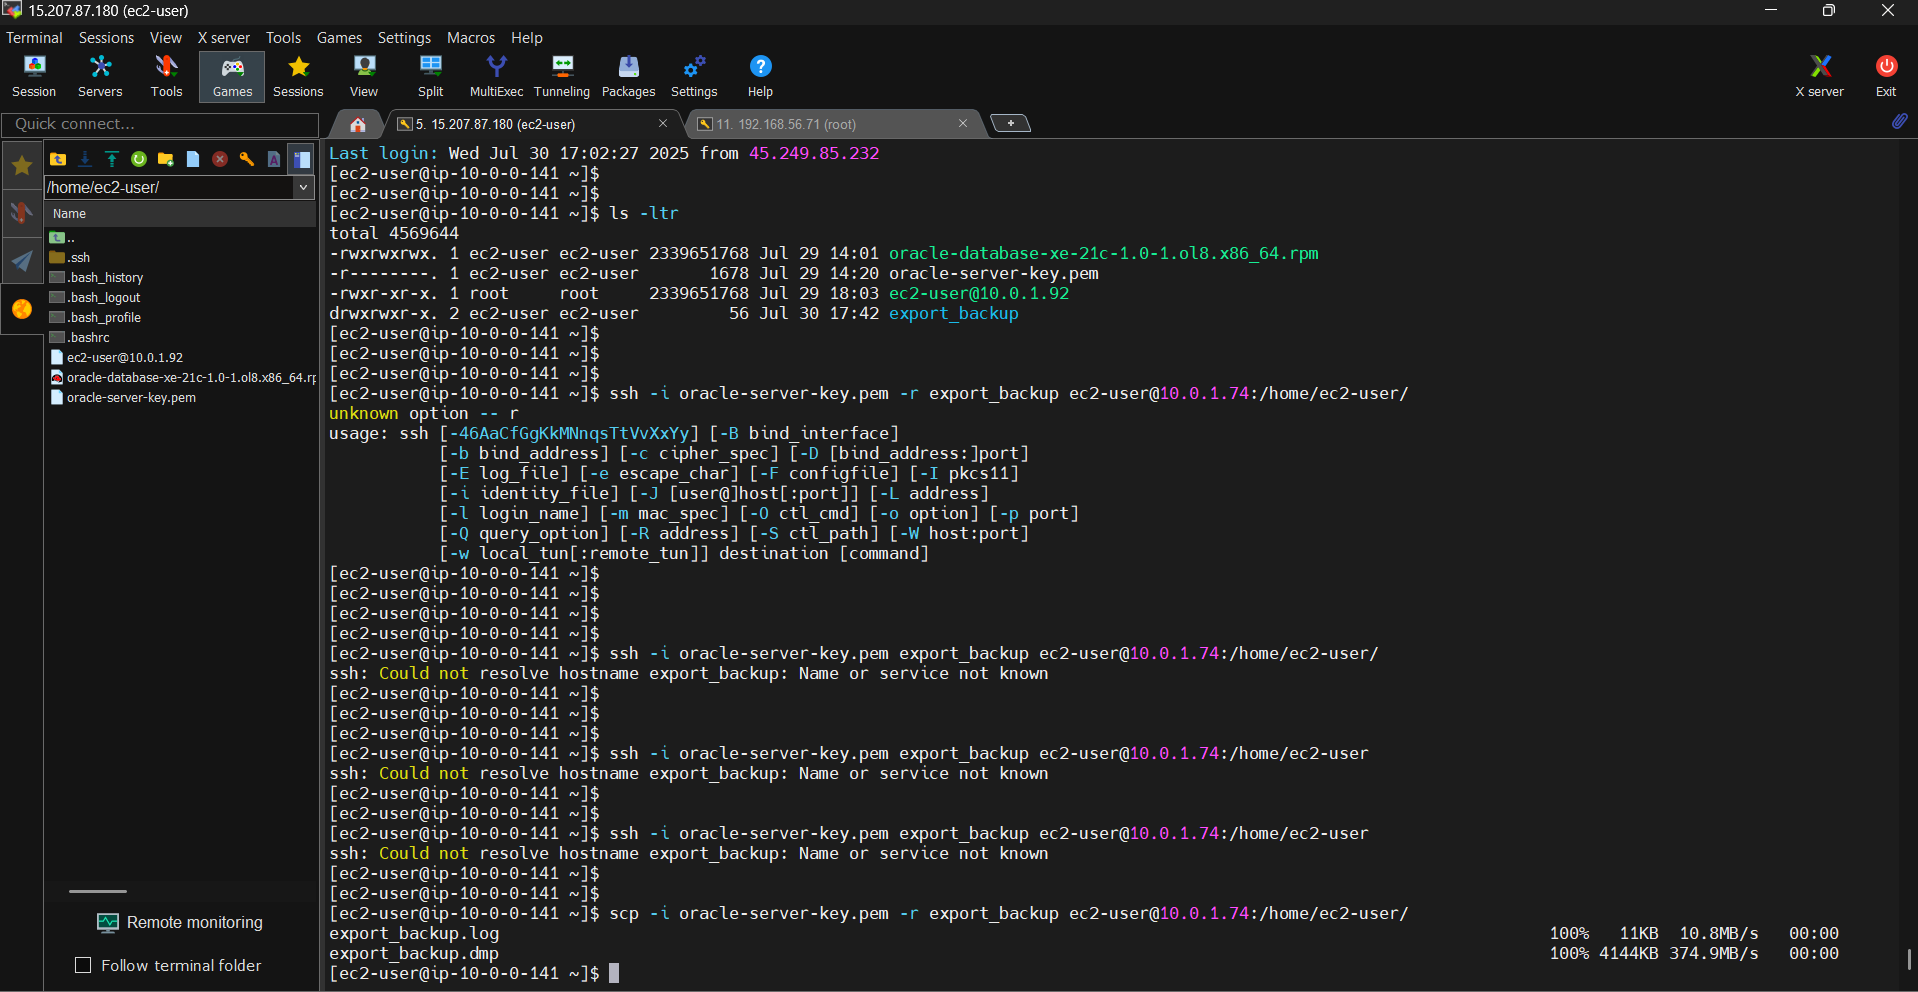 15.207.87.180 (ec2-user)
Terminal Sessions View X server Tools Games Settings Macros Help
Session Servers Tools Games Sessions View Split MultiExec Tunneling Packages Settings Help X server Exit
Quick connect...
5. 15.207.87.180 (ec2-user)
11. 192.168.56.71 (root)
/home/ec2-user/
Name
..
.ssh
.bash_history
.bash_logout
.bash_profile
.bashrc
ec2-user@10.0.1.92
oracle-database-xe-21c-1.0-1.ol8.x86_64.rp
oracle-server-key.pem
Remote monitoring
Follow terminal folder
Last login: Wed Jul 30 17:02:27 2025 from 45.249.85.232
[ec2-user@ip-10-0-0-141 ~]$
[ec2-user@ip-10-0-0-141 ~]$
[ec2-user@ip-10-0-0-141 ~]$ ls -ltr
total 4569644
-rwxrwxrwx. 1 ec2-user ec2-user 2339651768 Jul 29 14:01 oracle-database-xe-21c-1.0-1.ol8.x86_64.rpm
-r--------. 1 ec2-user ec2-user       1678 Jul 29 14:20 oracle-server-key.pem
-rwxr-xr-x. 1 root     root     2339651768 Jul 29 18:03 ec2-user@10.0.1.92
drwxrwxr-x. 2 ec2-user ec2-user         56 Jul 30 17:42 export_backup
[ec2-user@ip-10-0-0-141 ~]$
[ec2-user@ip-10-0-0-141 ~]$
[ec2-user@ip-10-0-0-141 ~]$
[ec2-user@ip-10-0-0-141 ~]$ ssh -i oracle-server-key.pem -r export_backup ec2-user@10.0.1.74:/home/ec2-user/
unknown option -- r
usage: ssh [-46AaCfGgKkMNnqsTtVvXxYy] [-B bind_interface]
           [-b bind_address] [-c cipher_spec] [-D [bind_address:]port]
           [-E log_file] [-e escape_char] [-F configfile] [-I pkcs11]
           [-i identity_file] [-J [user@]host[:port]] [-L address]
           [-l login_name] [-m mac_spec] [-O ctl_cmd] [-o option] [-p port]
           [-Q query_option] [-R address] [-S ctl_path] [-W host:port]
           [-w local_tun[:remote_tun]] destination [command]
[ec2-user@ip-10-0-0-141 ~]$
[ec2-user@ip-10-0-0-141 ~]$
[ec2-user@ip-10-0-0-141 ~]$
[ec2-user@ip-10-0-0-141 ~]$
[ec2-user@ip-10-0-0-141 ~]$ ssh -i oracle-server-key.pem export_backup ec2-user@10.0.1.74:/home/ec2-user/
ssh: Could not resolve hostname export_backup: Name or service not known
[ec2-user@ip-10-0-0-141 ~]$
[ec2-user@ip-10-0-0-141 ~]$
[ec2-user@ip-10-0-0-141 ~]$
[ec2-user@ip-10-0-0-141 ~]$ ssh -i oracle-server-key.pem export_backup ec2-user@10.0.1.74:/home/ec2-user
ssh: Could not resolve hostname export_backup: Name or service not known
[ec2-user@ip-10-0-0-141 ~]$
[ec2-user@ip-10-0-0-141 ~]$
[ec2-user@ip-10-0-0-141 ~]$ ssh -i oracle-server-key.pem export_backup ec2-user@10.0.1.74:/home/ec2-user
ssh: Could not resolve hostname export_backup: Name or service not known
[ec2-user@ip-10-0-0-141 ~]$
[ec2-user@ip-10-0-0-141 ~]$
[ec2-user@ip-10-0-0-141 ~]$ scp -i oracle-server-key.pem -r export_backup ec2-user@10.0.1.74:/home/ec2-user/
export_backup.log 100% 11KB 10.8MB/s 00:00
export_backup.dmp 100% 4144KB 374.9MB/s 00:00
[ec2-user@ip-10-0-0-141 ~]$